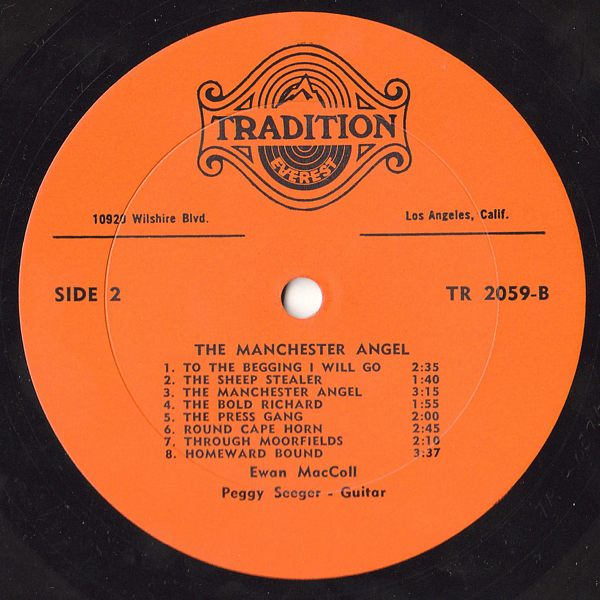 TRADITION
EVEREST
10920 Wilshire Blvd. Los Angeles, Calif.
SIDE 2 TR 2059-B
THE MANCHESTER ANGEL
1. TO THE BEGGING I WILL GO 2:35
2. THE SHEEP STEALER 1:40
3. THE MANCHESTER ANGEL 3:15
4. THE BOLD RICHARD 1:55
5. THE PRESS GANG 2:00
6. ROUND CAPE HORN 2:45
7. THROUGH MOORFIELDS 2:10
8. HOMEWARD BOUND 3:37
Ewan MacColl
Peggy Seeger - Guitar